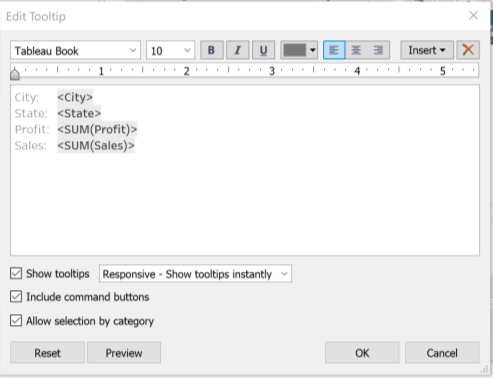 Edit Tooltip
Tableau Book 10 B I U Insert
1 2 3 4 5
City: <City>
State: <State>
Profit: <SUM(Profit)>
Sales: <SUM(Sales)>
Show tooltips Responsive - Show tooltips instantly
Include command buttons
Allow selection by category
Reset Preview OK Cancel